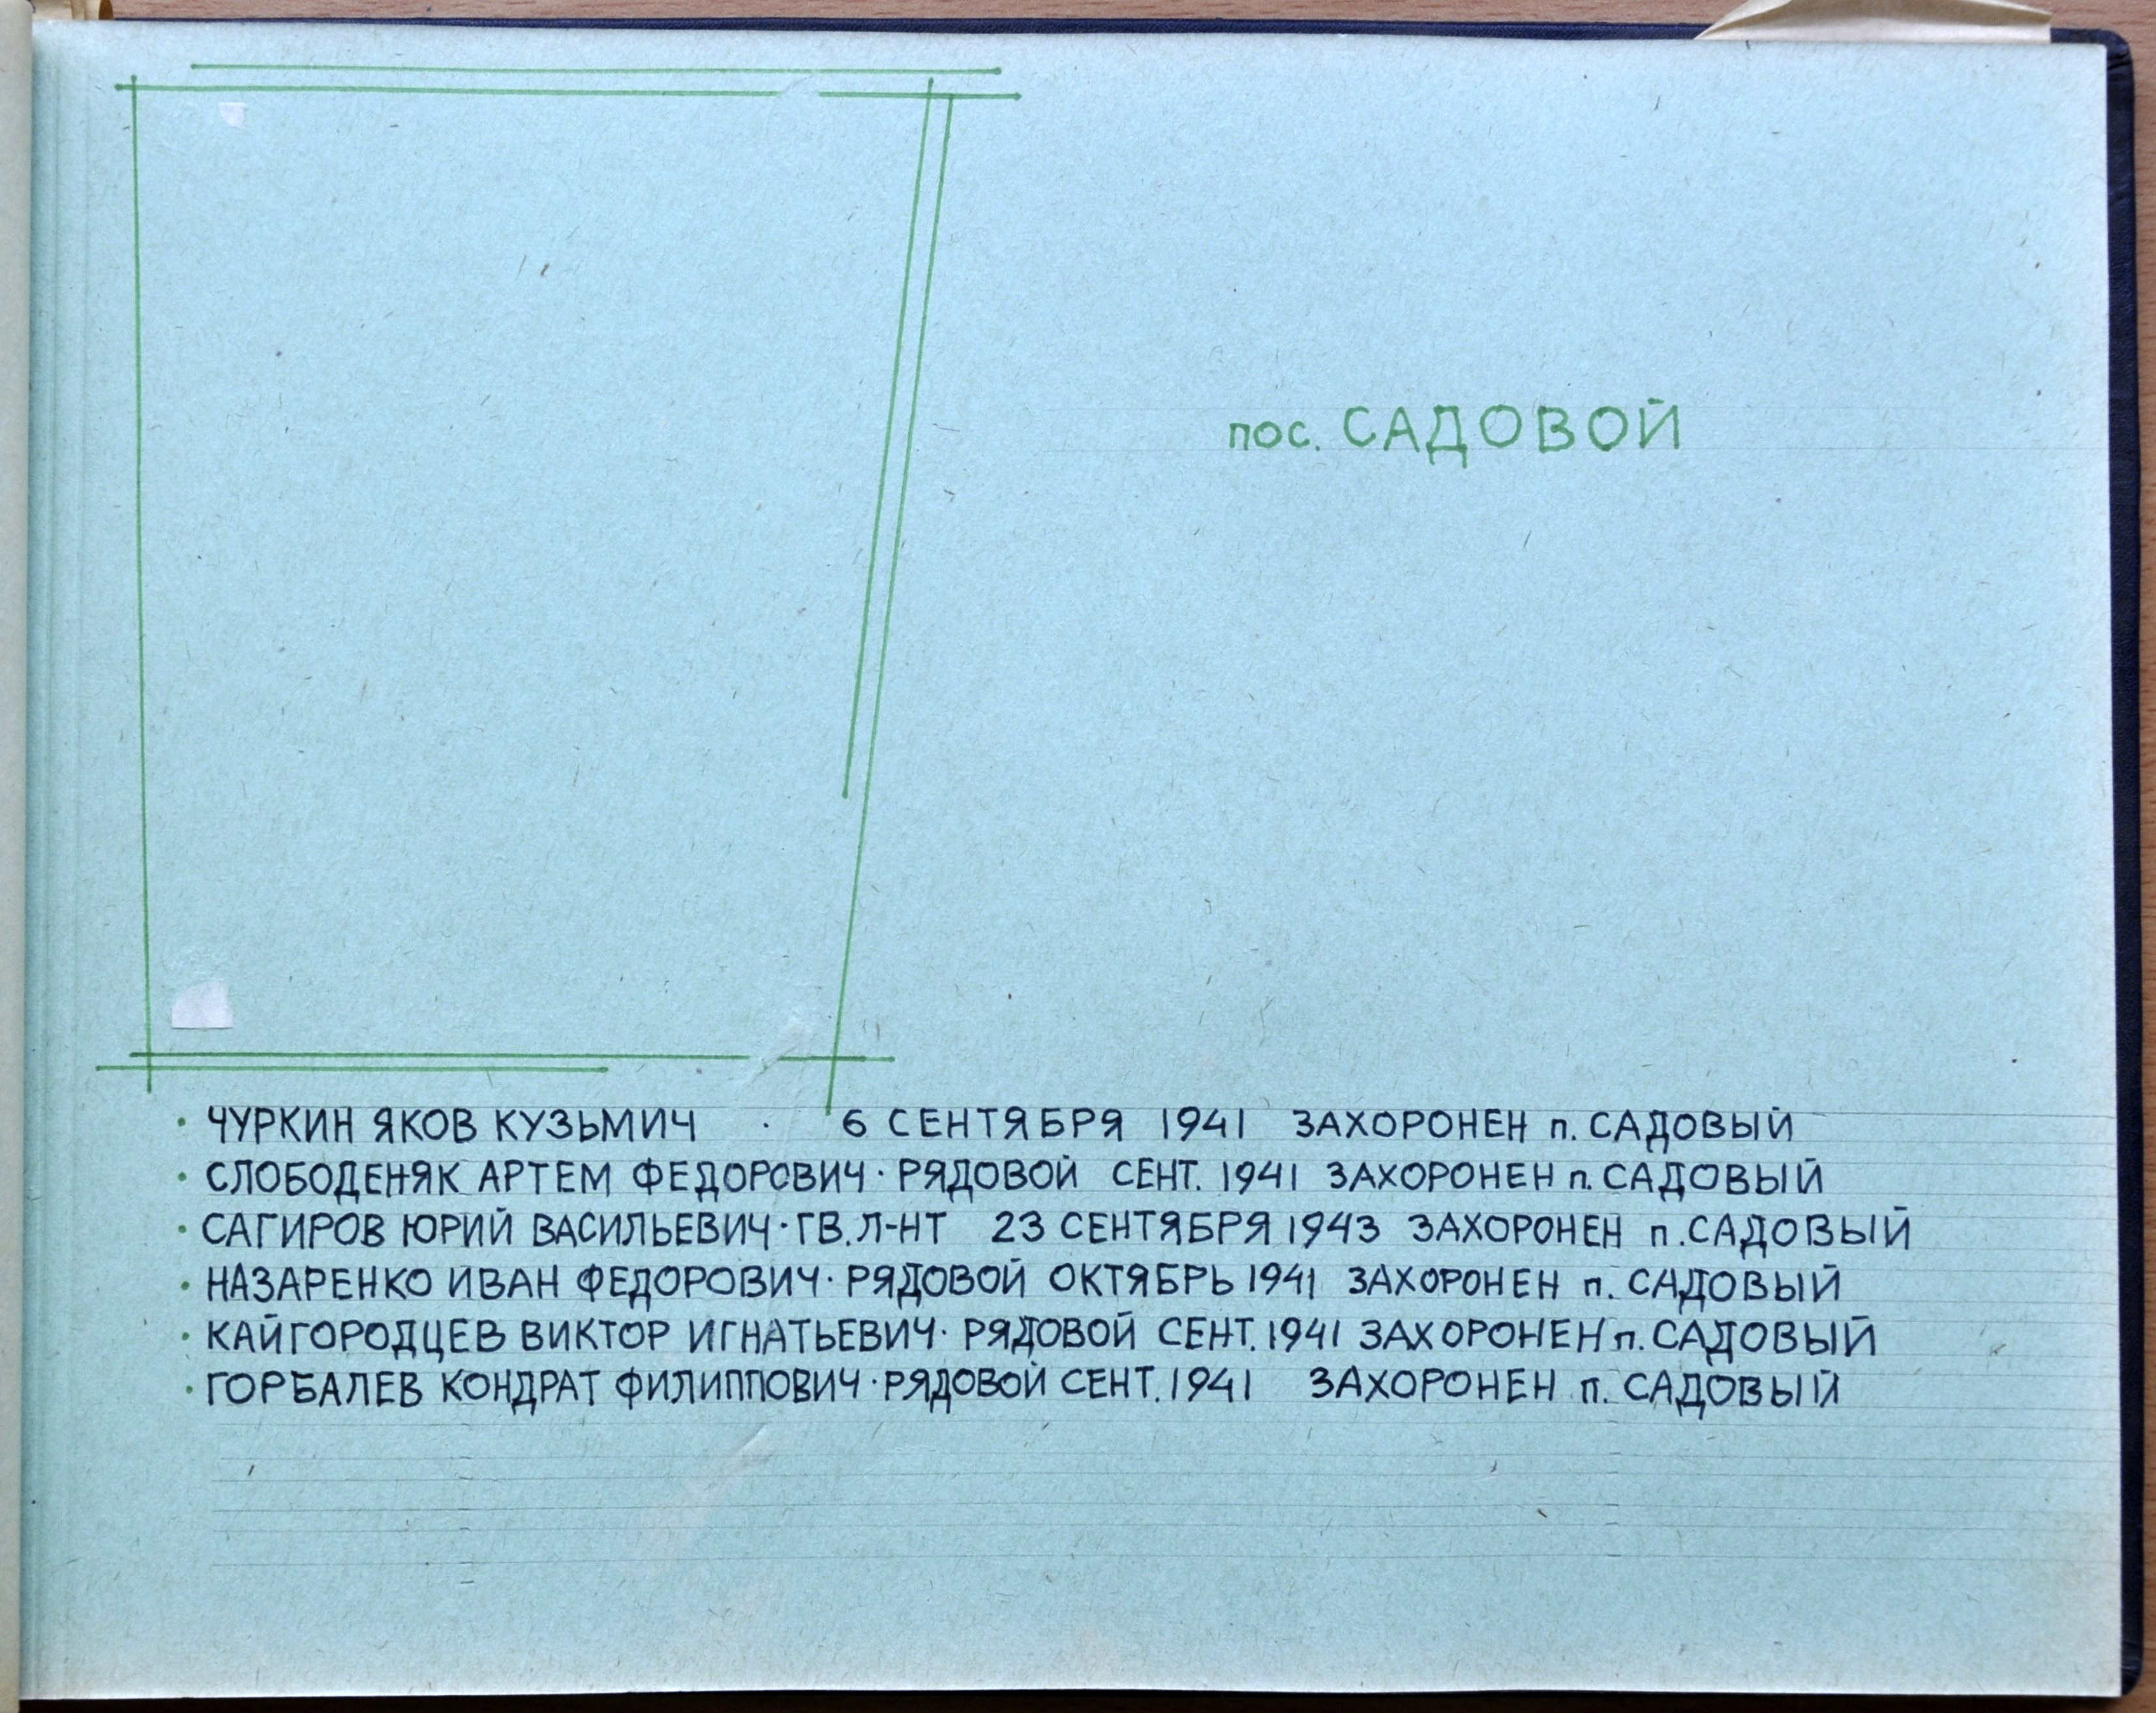 пос. САДОВОЙ
· ЧУРКИН ЯКОВ КУЗЬМИЧ · 6 СЕНТЯБРЯ 1941 ЗАХОРОНЕН п. САДОВЫЙ
· СЛОБОДЕНЯК АРТЕМ ФЕДОРОВИЧ · РЯДОВОЙ СЕНТ. 1941 ЗАХОРОНЕН п. САДОВЫЙ
· САГИРОВ ЮРИЙ ВАСИЛЬЕВИЧ · ГВ. Л-НТ 23 СЕНТЯБРЯ 1943 ЗАХОРОНЕН п. САДОВЫЙ
· НАЗАРЕНКО ИВАН ФЕДОРОВИЧ · РЯДОВОЙ ОКТЯБРЬ 1941 ЗАХОРОНЕН п. САДОВЫЙ
· КАЙГОРОДЦЕВ ВИКТОР ИГНАТЬЕВИЧ · РЯДОВОЙ СЕНТ. 1941 ЗАХОРОНЕН п. САДОВЫЙ
· ГОРБАЛЕВ КОНДРАТ ФИЛИППОВИЧ · РЯДОВОЙ СЕНТ. 1941 ЗАХОРОНЕН п. САДОВЫЙ